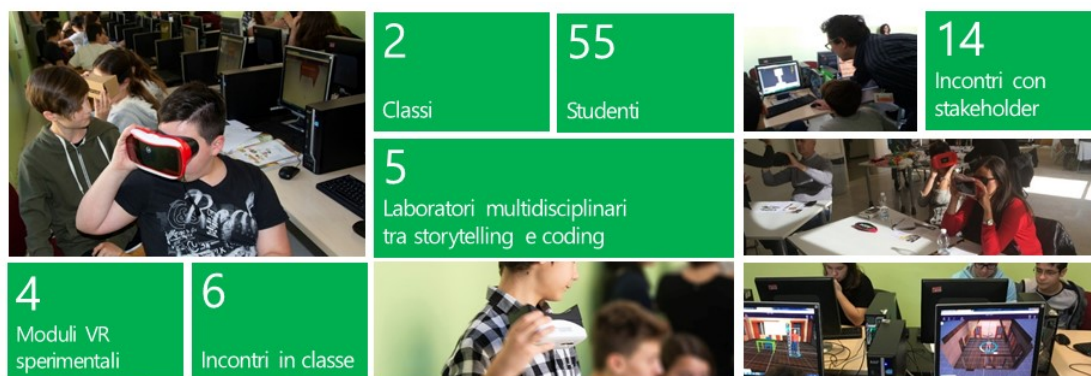 2
Classi
55
Studenti
14
Incontri con
stakeholder
5
Laboratori multidisciplinari
tra storytelling e coding
4
Moduli VR
sperimentali
6
Incontri in classe